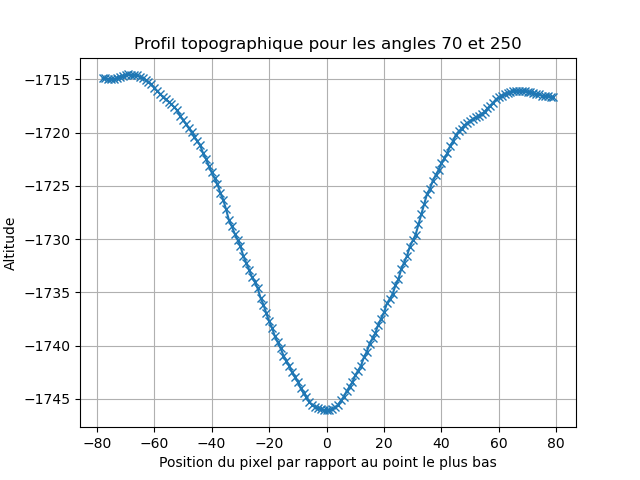 Profil topographique pour les angles 70 et 250
Altitude
−1715
−1720
−1725
−1730
−1735
−1740
−1745
−80 −60 −40 −20 0 20 40 60 80
Position du pixel par rapport au point le plus bas